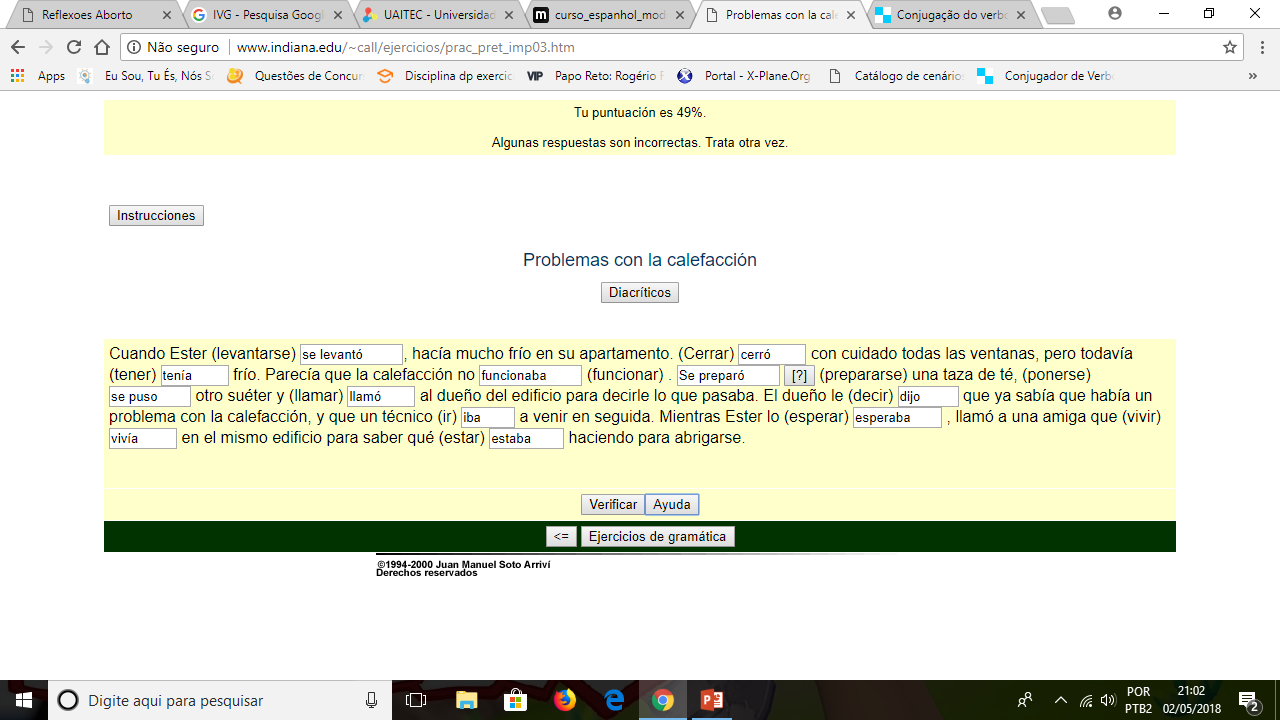 Reflexoes Aborto
IVG - Pesquisa Goog
UAITEC - Universidad
curso_espanhol_mod
Problemas con la cale
Conjugação do verbo
Não seguro
www.indiana.edu/~call/ejercicios/prac_pret_imp03.htm
Apps
Eu Sou, Tu És, Nós S
Questões de Concur
Disciplina dp exercic
VIP Papo Reto: Rogério F
Portal - X-Plane.Org
Catálogo de cenário
Conjugador de Verb
»
Tu puntuación es 49%.
Algunas respuestas son incorrectas. Trata otra vez.
Instrucciones
Problemas con la calefacción
Diacríticos
Cuando Ester (levantarse) se levantó , hacía mucho frío en su apartamento. (Cerrar) cerró con cuidado todas las ventanas, pero todavía
(tener) tenía frío. Parecía que la calefacción no funcionaba (funcionar) . Se preparó [?] (prepararse) una taza de té, (ponerse)
se puso otro suéter y (llamar) llamó al dueño del edificio para decirle lo que pasaba. El dueño le (decir) dijo que ya sabía que había un
problema con la calefacción, y que un técnico (ir) iba a venir en seguida. Mientras Ester lo (esperar) esperaba , llamó a una amiga que (vivir)
vivía en el mismo edificio para saber qué (estar) estaba haciendo para abrigarse.
Verificar Ayuda
<= Ejercicios de gramática
©1994-2000 Juan Manuel Soto Arriví
Derechos reservados
Digite aqui para pesquisar
POR
PTB2
21:02
02/05/2018
2